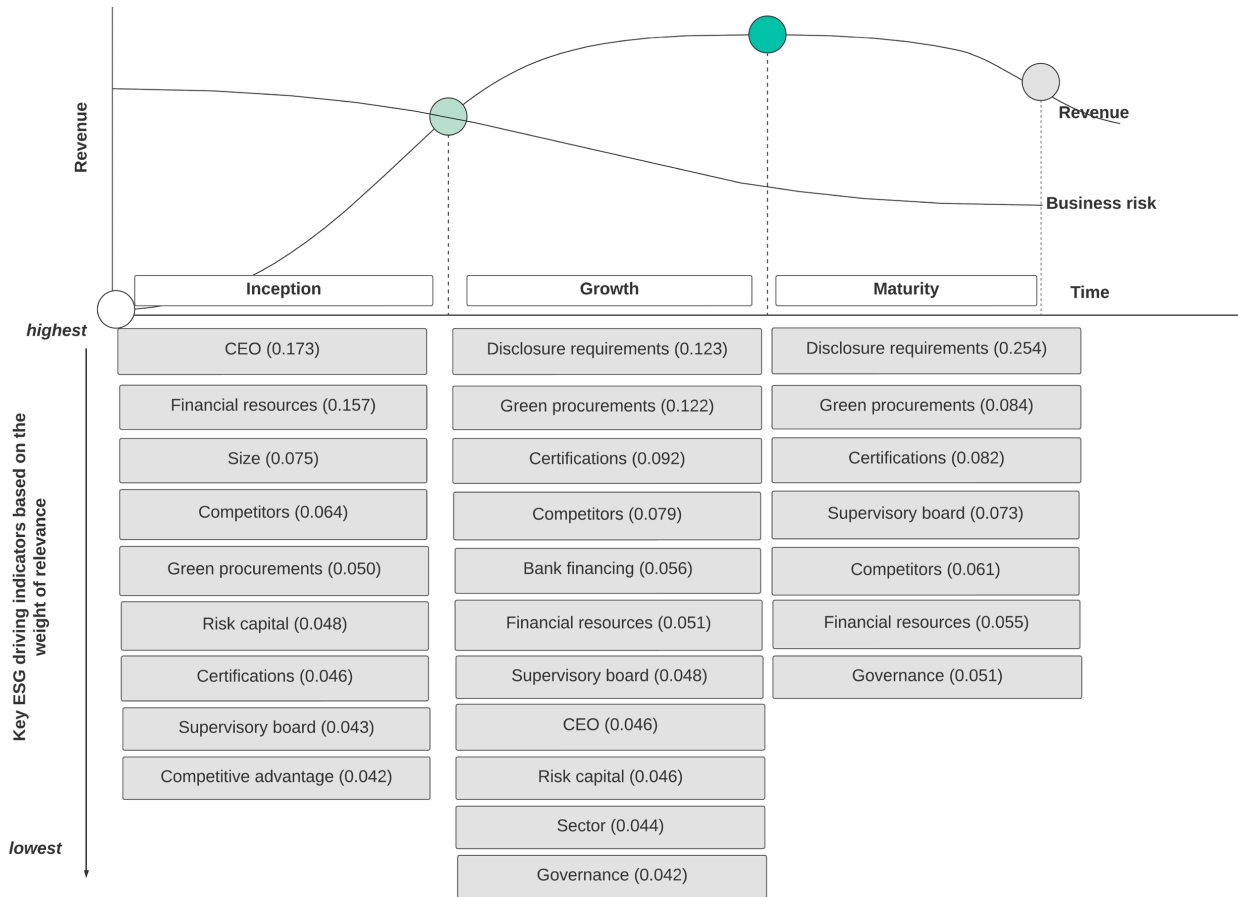 Revenue
Revenue
Business risk
Inception
Growth
Maturity
Time
highest
Key ESG driving indicators based on the
weight of relevance
lowest
CEO (0.173)
Financial resources (0.157)
Size (0.075)
Competitors (0.064)
Green procurements (0.050)
Risk capital (0.048)
Certifications (0.046)
Supervisory board (0.043)
Competitive advantage (0.042)
Disclosure requirements (0.123)
Green procurements (0.122)
Certifications (0.092)
Competitors (0.079)
Bank financing (0.056)
Financial resources (0.051)
Supervisory board (0.048)
CEO (0.046)
Risk capital (0.046)
Sector (0.044)
Governance (0.042)
Disclosure requirements (0.254)
Green procurements (0.084)
Certifications (0.082)
Supervisory board (0.073)
Competitors (0.061)
Financial resources (0.055)
Governance (0.051)